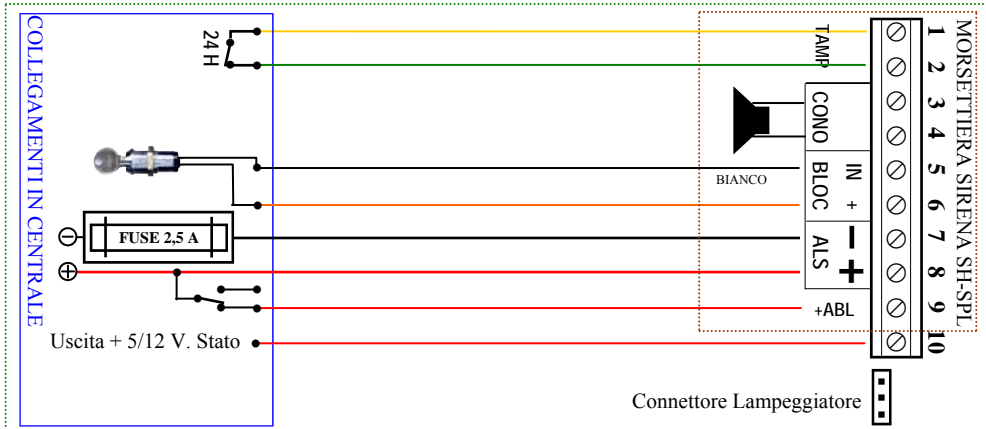 COLLEGAMENTI IN CENTRALE
24 H
FUSE 2,5 A
Uscita + 5/12 V. Stato
BIANCO
TAMP
CONO
BLOC
IN
+
ALS
−
+
+ABL
1
2
3
4
5
6
7
8
9
10
MORSETTIERA SIRENA SH-SPL
Connettore Lampeggiatore